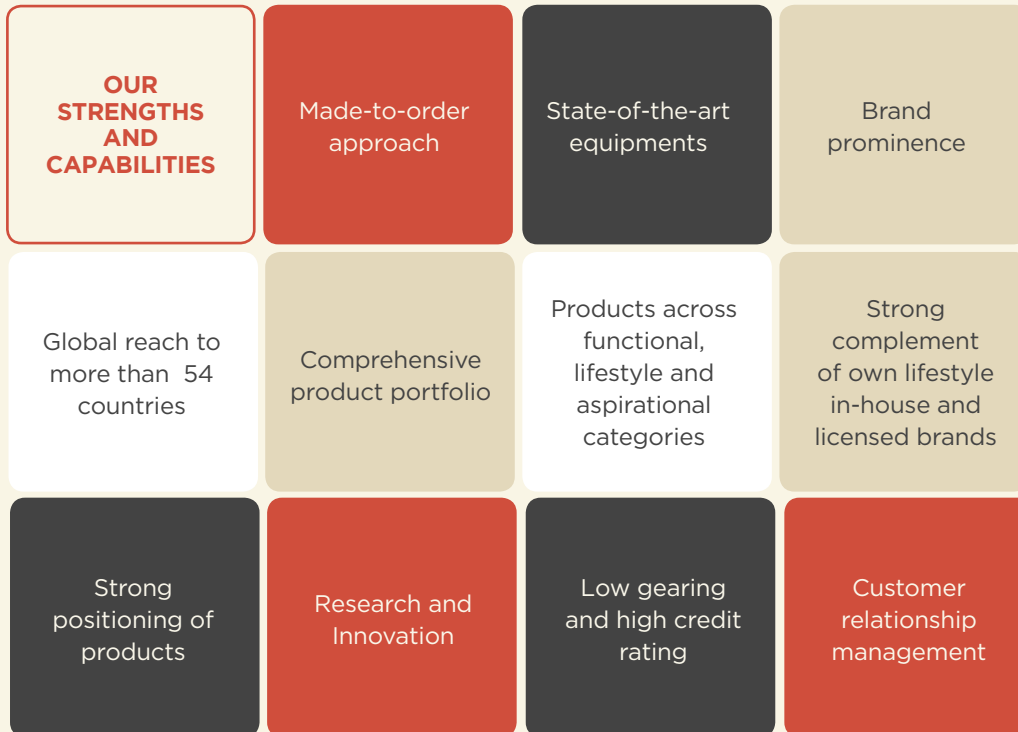 OUR
STRENGTHS
AND
CAPABILITIES
Made-to-order
approach
State-of-the-art
equipments
Brand
prominence
Global reach to
more than  54
countries
Comprehensive
product portfolio
Products across
functional,
lifestyle and
aspirational
categories
Strong
complement
of own lifestyle
in-house and
licensed brands
Strong
positioning of
products
Research and
Innovation
Low gearing
and high credit
rating
Customer
relationship
management